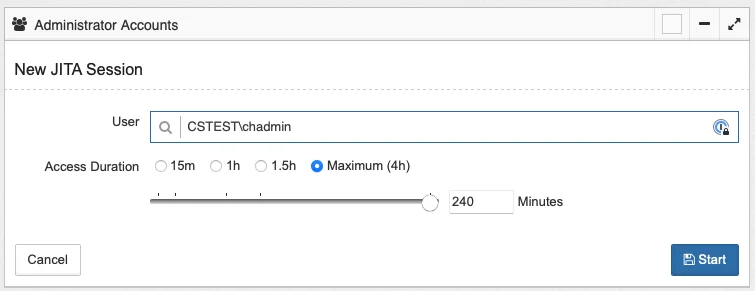 Administrator Accounts
New JITA Session
User CSTEST\chadmin
Access Duration 15m 1h 1.5h Maximum (4h)
240 Minutes
Cancel Start